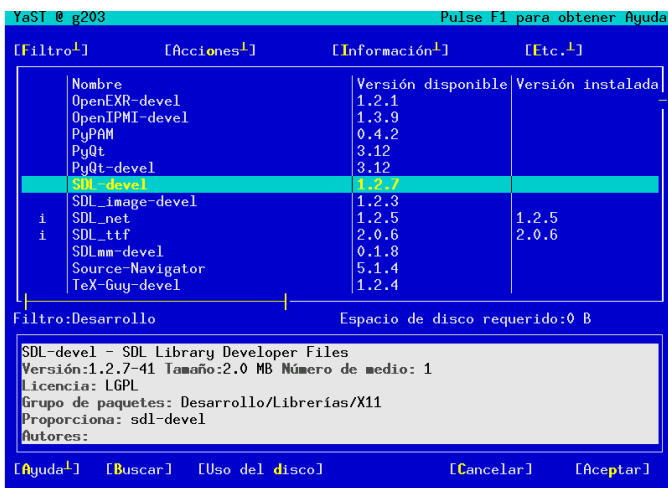 YaST @ g203 Pulse F1 para obtener Ayuda
[Filtro┴] [Acciones┴] [Información┴] [Etc.┴]
Nombre Versión disponible Versión instalada
OpenEXR-devel 1.2.1
OpenIPMI-devel 1.3.9
PyPAM 0.4.2
PyQt 3.12
PyQt-devel 3.12
SDL-devel 1.2.7
SDL_image-devel 1.2.3
i SDL_net 1.2.5 1.2.5
i SDL_ttf 2.0.6 2.0.6
SDLmm-devel 0.1.8
Source-Navigator 5.1.4
TeX-Guy-devel 1.2.4
Filtro:Desarrollo Espacio de disco requerido:0 B
SDL-devel - SDL Library Developer Files
Versión:1.2.7-41 Tamaño:2.0 MB Número de medio: 1
Licencia: LGPL
Grupo de paquetes: Desarrollo/Librerías/X11
Proporciona: sdl-devel
Autores:
[Ayuda┴] [Buscar] [Uso del disco] [Cancelar] [Aceptar]